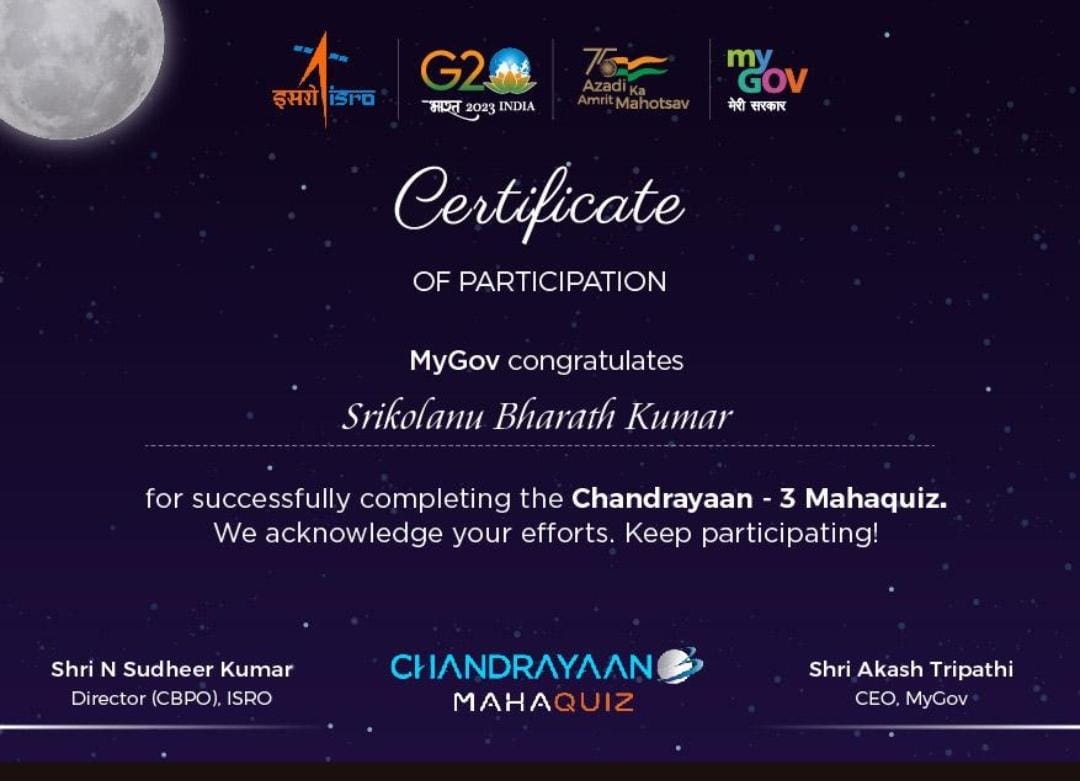 इसरो isro
G20
भारत 2023 INDIA
75
Azadi Ka
Amrit Mahotsav
my
GOV
मेरी सरकार
Certificate
OF PARTICIPATION
MyGov congratulates
Srikolanu Bharath Kumar
for successfully completing the Chandrayaan - 3 Mahaquiz.
We acknowledge your efforts. Keep participating!
Shri N Sudheer Kumar
Director (CBPO), ISRO
CHANDRAYAAN 3
MAHAQUIZ
Shri Akash Tripathi
CEO, MyGov